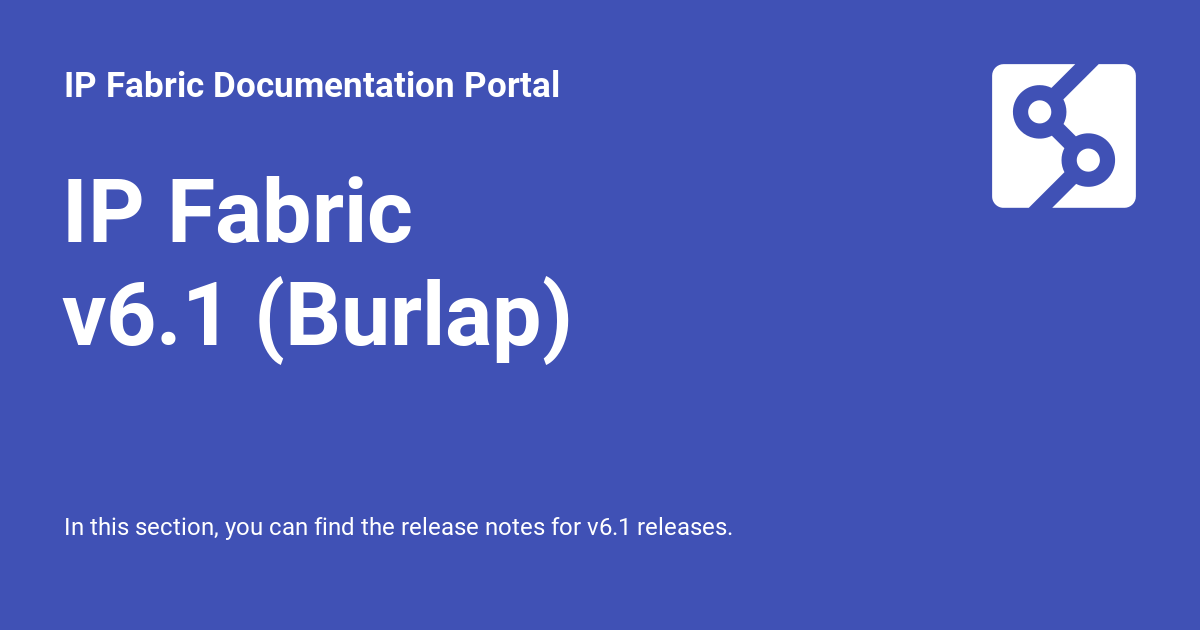 IP Fabric Documentation Portal
IP Fabric
v6.1 (Burlap)
In this section, you can find the release notes for v6.1 releases.